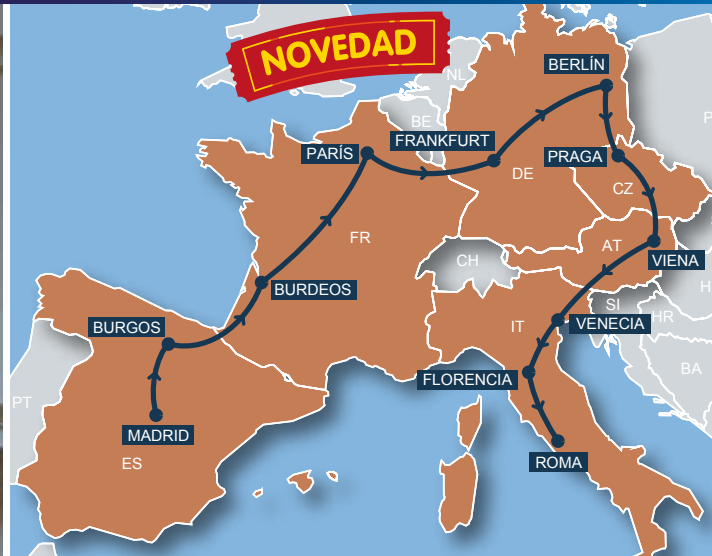 NOVEDAD
NL
BERLÍN
BE
FRANKFURT
PARÍS
PRAGA
DE
CZ
FR
AT
CH
VIENA
BURDEOS
SI
H
HR
BURGOS
IT
VENECIA
BA
FLORENCIA
PT
MADRID
ES
ROMA
P